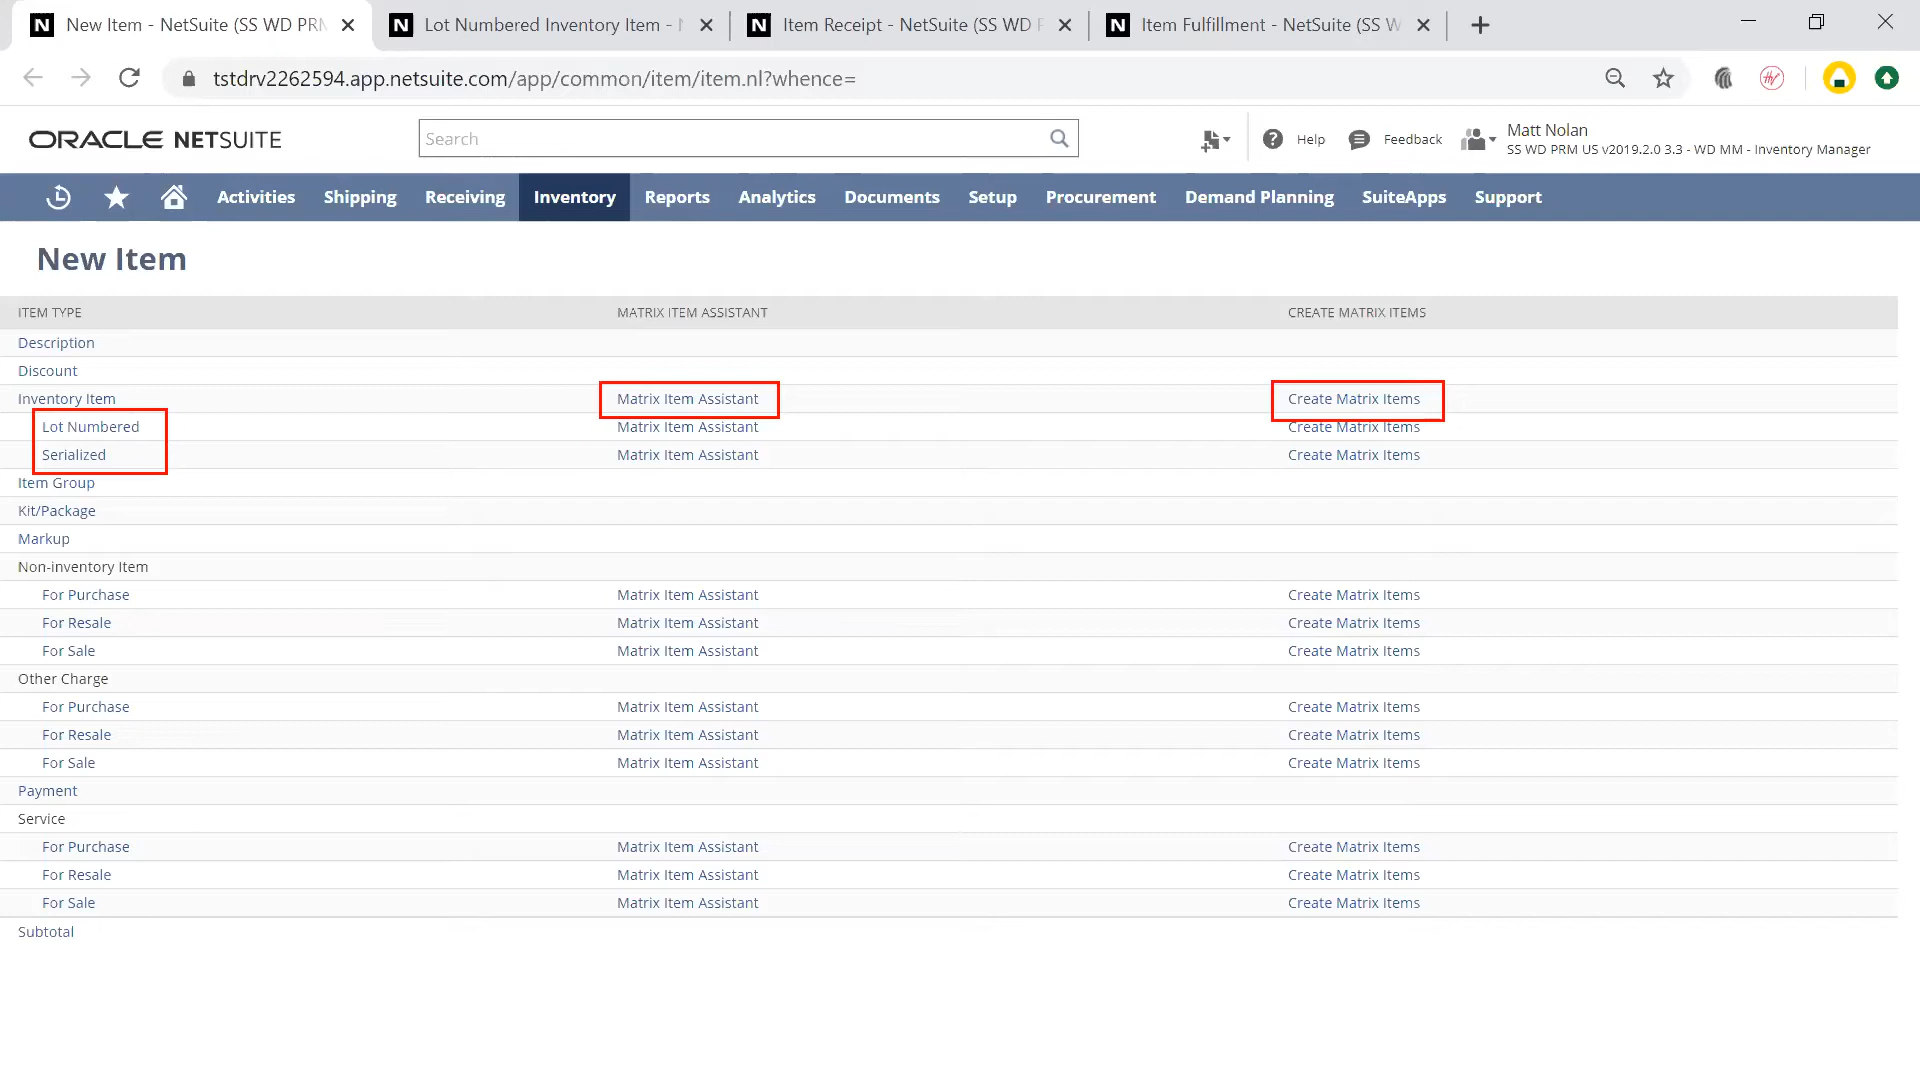 New Item - NetSuite (SS WD PRM
Lot Numbered Inventory Item -
Item Receipt - NetSuite (SS WD
Item Fulfillment - NetSuite (SS W
tstdrv2262594.app.netsuite.com/app/common/item/item.nl?whence=
ORACLE NETSUITE
Search
Help
Feedback
Matt Nolan
SS WD PRM US v2019.2.0 3.3 - WD MM - Inventory Manager
Activities
Shipping
Receiving
Inventory
Reports
Analytics
Documents
Setup
Procurement
Demand Planning
SuiteApps
Support
New Item
ITEM TYPE MATRIX ITEM ASSISTANT CREATE MATRIX ITEMS
Description
Discount
Inventory Item Matrix Item Assistant Create Matrix Items
Lot Numbered Matrix Item Assistant Create Matrix Items
Serialized Matrix Item Assistant Create Matrix Items
Item Group
Kit/Package
Markup
Non-inventory Item
For Purchase Matrix Item Assistant Create Matrix Items
For Resale Matrix Item Assistant Create Matrix Items
For Sale Matrix Item Assistant Create Matrix Items
Other Charge
For Purchase Matrix Item Assistant Create Matrix Items
For Resale Matrix Item Assistant Create Matrix Items
For Sale Matrix Item Assistant Create Matrix Items
Payment
Service
For Purchase Matrix Item Assistant Create Matrix Items
For Resale Matrix Item Assistant Create Matrix Items
For Sale Matrix Item Assistant Create Matrix Items
Subtotal